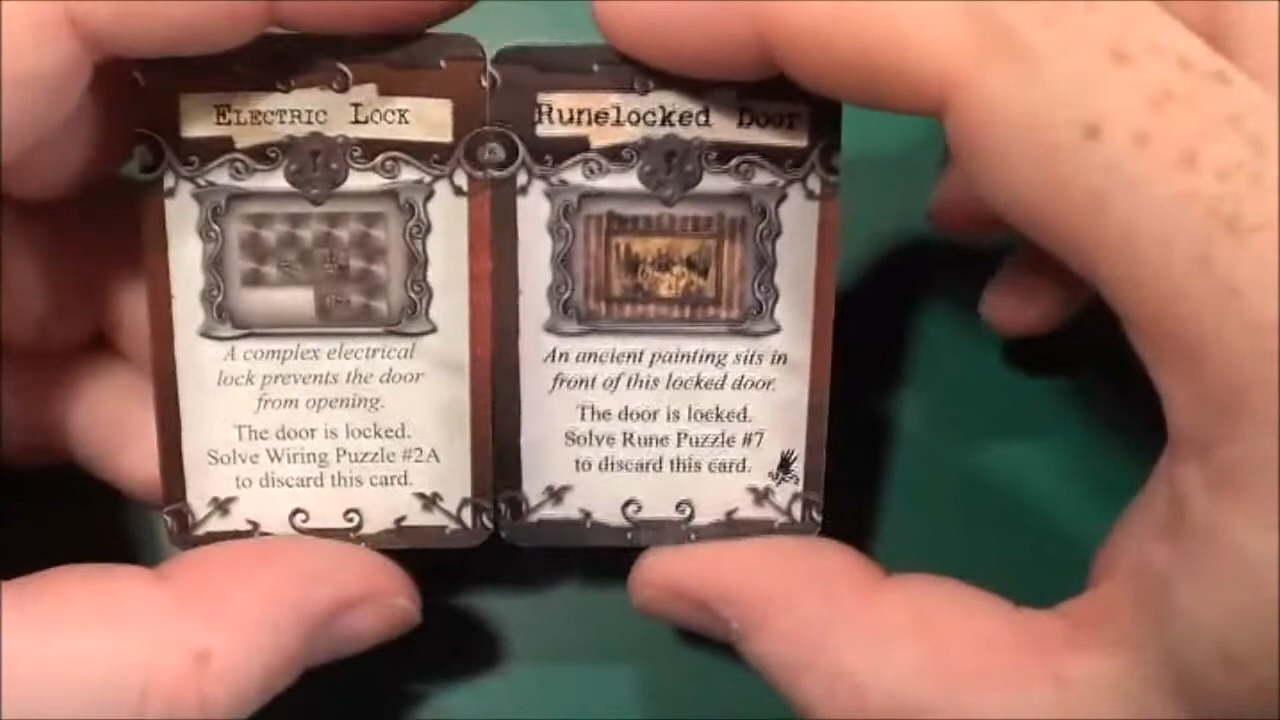 Electric Lock
A complex electrical
lock prevents the door
from opening.
The door is locked.
Solve Wiring Puzzle #2A
to discard this card.
Runelocked Door
An ancient painting sits in
front of this locked door.
The door is locked.
Solve Rune Puzzle #7
to discard this card.